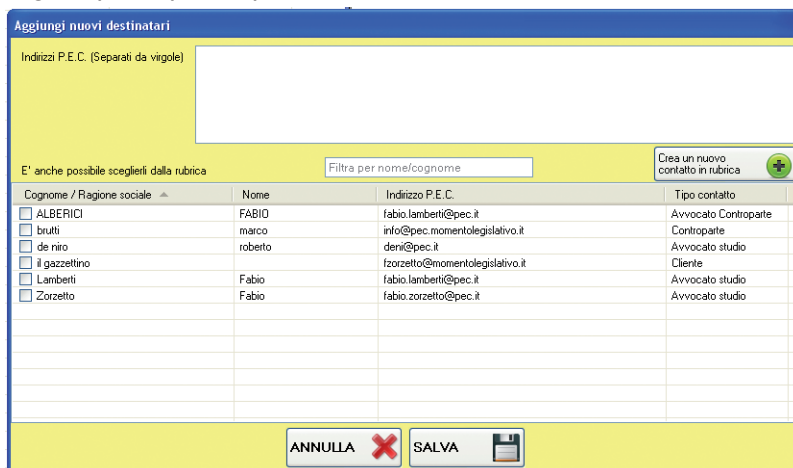 Aggiungi nuovi destinatari
Indirizzi P.E.C. (Separati da virgole)
E' anche possibile sceglierli dalla rubrica
Filtra per nome/cognome
Crea un nuovo
contatto in rubrica
Cognome / Ragione sociale Nome Indirizzo P.E.C. Tipo contatto
ALBERICI FABIO fabio.lamberti@pec.it Avvocato Controparte
brutti marco info@pec.momentolegislativo.it Controparte
de niro roberto deni@pec.it Avvocato studio
il gazzettino fzorzetto@momentolegislativo.it Cliente
Lamberti Fabio fabio.lamberti@pec.it Avvocato studio
Zorzetto Fabio fabio.zorzetto@pec.it Avvocato studio
ANNULLA SALVA